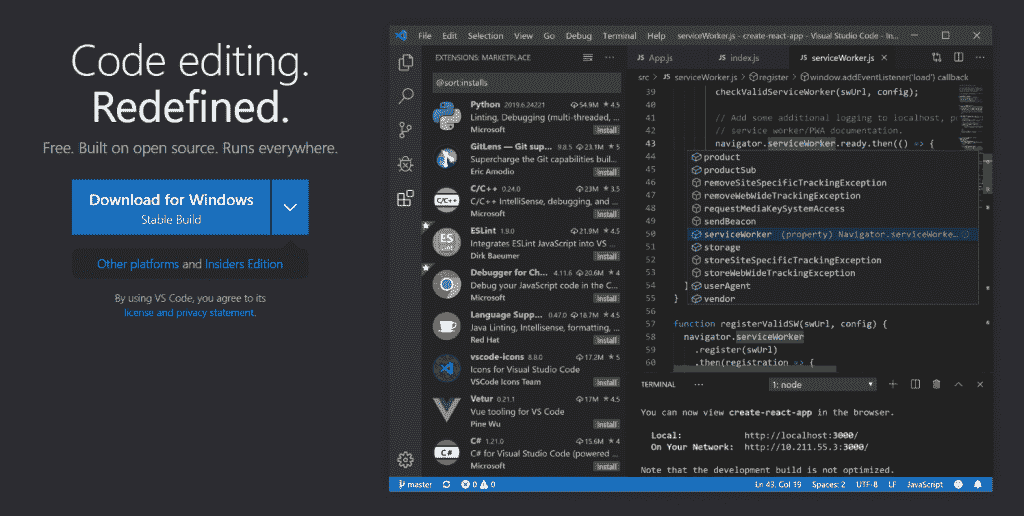 Code editing.
Redefined.
Free. Built on open source. Runs everywhere.
Download for Windows
Stable Build
Other platforms and Insiders Edition
By using VS Code, you agree to its
license and privacy statement.
File Edit Selection View Go Debug Terminal Help serviceWorker.js - create-react-app - Visual Studio Code - In...
EXTENSIONS: MARKETPLACE
@sort:installs
Python 2019.6.24221 54.9M 4.5
Linting, Debugging (multi-threaded, ...
Microsoft Install
GitLens — Git sup... 9.8.5 23.1M 5
Supercharge the Git capabilities buil...
Eric Amodio Install
C/C++ 0.24.0 23M 3.5
C/C++ IntelliSense, debugging, and ...
Microsoft Install
ESLint 1.9.0 21.9M 4.5
Integrates ESLint JavaScript into VS ...
Dirk Baeumer Install
Debugger for Ch... 4.11.6 20.6M 4
Debug your JavaScript code in the C...
Microsoft Install
Language Supp... 0.47.0 18.7M 4.5
Java Linting, Intellisense, formatting, ...
Red Hat Install
vscode-icons 8.8.0 17.2M 5
Icons for Visual Studio Code
VSCode Icons Team Install
Vetur 0.21.1 17M 4.5
Vue tooling for VS Code
Pine Wu Install
C# 1.21.0 15.6M 4
C# for Visual Studio Code (powered ...
Microsoft Install
App.js index.js serviceWorker.js
src > serviceWorker.js > register > window.addEventListener('load') callback
39 checkValidServiceWorker(swUrl, config);
40
41 // Add some additional logging to localhost, p
42 // service worker/PWA documentation.
43 navigator.serviceWorker.ready.then(() => {
44 product
45 productSub
46 removeSiteSpecificTrackingException
47 removeWebWideTrackingException
48 requestMediaKeySystemAccess
49 sendBeacon
50 serviceWorker (property) Navigator.serviceWorke...
51 storage
52 storeSiteSpecificTrackingException
53 storeWebWideTrackingException
54 } userAgent
55 } vendor
56
57 function registerValidSW(swUrl, config) {
58 navigator.serviceWorker
59 .register(swUrl)
60 .then(registration => {
TERMINAL ... 1: node
You can now view create-react-app in the browser.
Local: http://localhost:3000/
On Your Network: http://10.211.55.3:3000/
Note that the development build is not optimized.
master 0 0 Ln 43, Col 19 Spaces: 2 UTF-8 LF JavaScript